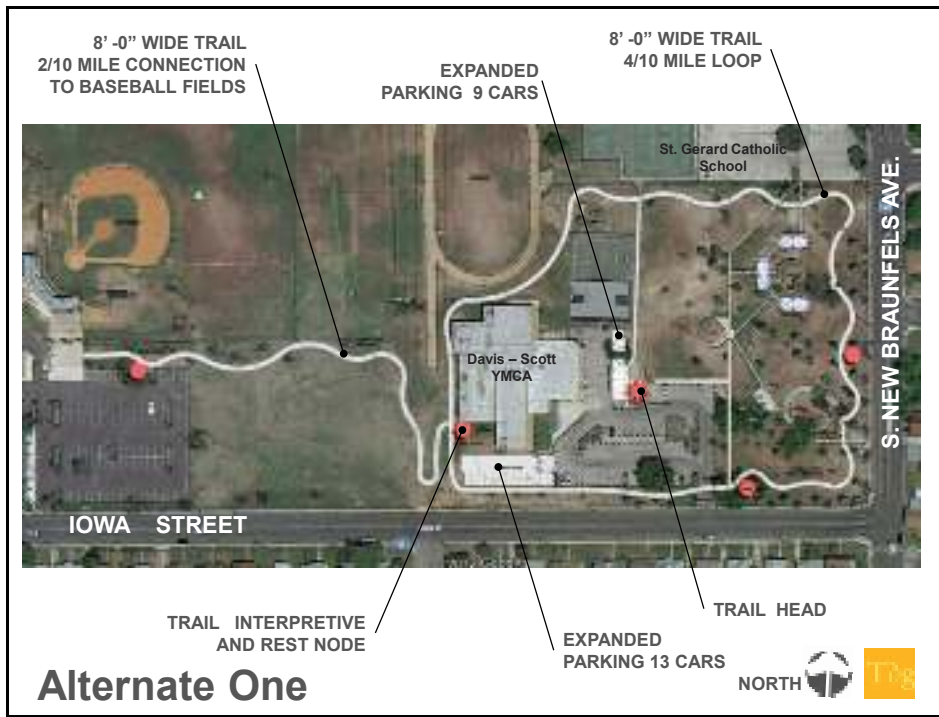 8' -0” WIDE TRAIL
2/10 MILE CONNECTION
TO BASEBALL FIELDS
EXPANDED
PARKING 9 CARS
8' -0” WIDE TRAIL
4/10 MILE LOOP
St. Gerard Catholic
School
S. NEW BRAUNFELS AVE.
Davis – Scott
YMCA
IOWA STREET
TRAIL INTERPRETIVE
AND REST NODE
EXPANDED
PARKING 13 CARS
TRAIL HEAD
Alternate One
NORTH